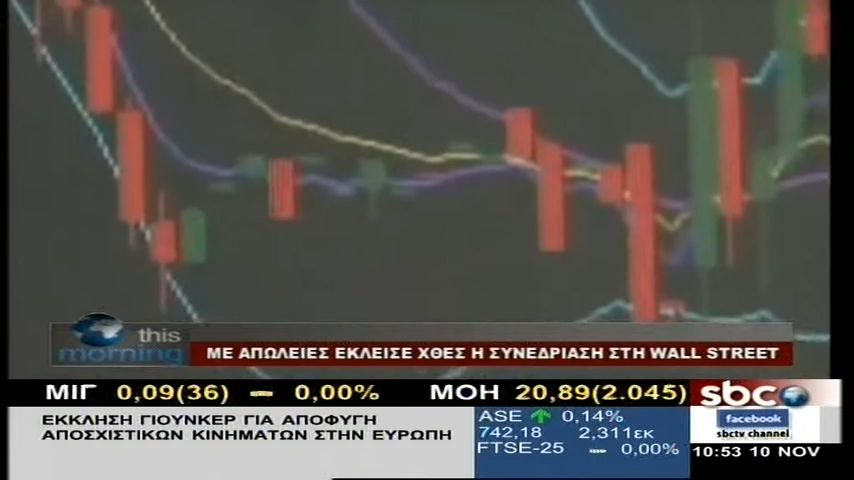 this
morning
ΜΕ ΑΠΩΛΕΙΕΣ ΕΚΛΕΙΣΕ ΧΘΕΣ Η ΣΥΝΕΔΡΙΑΣΗ ΣΤΗ WALL STREET
ΜΙΓ 0,09(36) 0,00% ΜΟΗ 20,89(2.045) sbc
ΕΚΚΛΗΣΗ ΓΙΟΥΝΚΕΡ ΓΙΑ ΑΠΟΦΥΓΗ
ΑΠΟΣΧΙΣΤΙΚΩΝ ΚΙΝΗΜΑΤΩΝ ΣΤΗΝ ΕΥΡΩΠΗ
ASE 0,14%
742,18 2,311εκ
FTSE-25 0,00%
facebook
sbctv channel
10:53 10 NOV